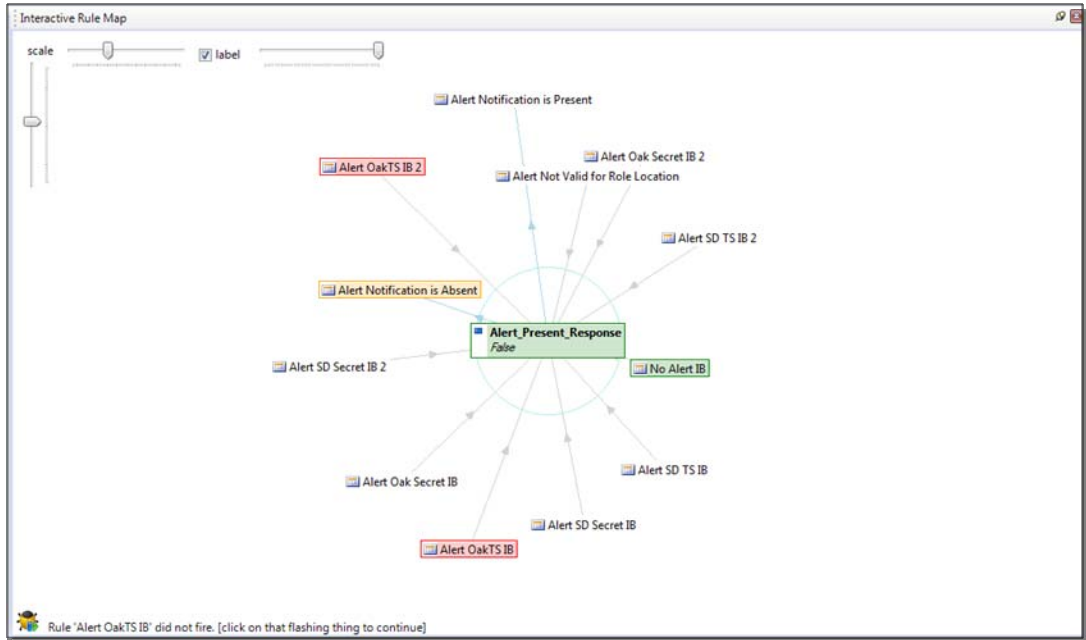 Interactive Rule Map
scale
label
Alert Notification is Present
Alert Oak Secret IB 2
Alert OakTS IB 2
Alert Not Valid for Role Location
Alert SD TS IB 2
Alert Notification is Absent
Alert_Present_Response
False
Alert SD Secret IB 2
No Alert IB
Alert SD TS IB
Alert Oak Secret IB
Alert SD Secret IB
Alert OakTS IB
Rule 'Alert OakTS IB' did not fire. [click on that flashing thing to continue]